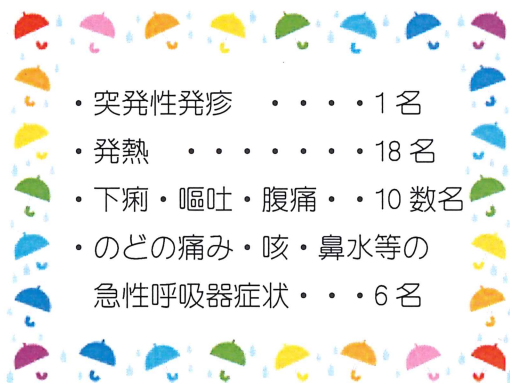 ・突発性発疹　・・・・1名
・発熱　・・・・・・・18名
・下痢・嘔吐・腹痛・・10数名
・のどの痛み・咳・鼻水等の
急性呼吸器症状・・・6名